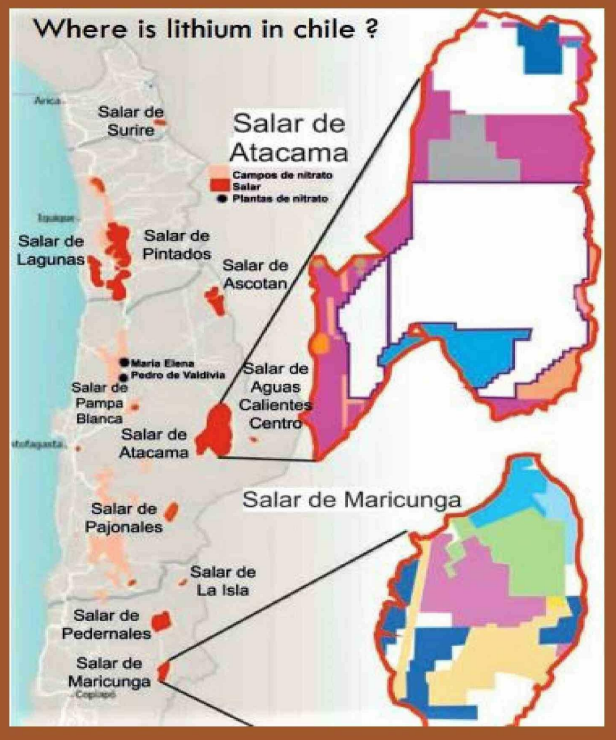 Where is lithium in chile ?
Arica
Salar de
Surire
Salar de
Atacama
Campos de nitrato
Salar
Plantas de nitrato
Iquique
Salar de
Lagunas
Salar de
Pintados
Salar de
Ascotan
Maria Elena
Pedro de Valdivia
Salar de
Pampa
Blanca
Salar de
Aguas
Calientes
Centro
Salar de
Atacama
tofagasta
Salar de Maricunga
Salar de
Pajonales
Salar de
La Isla
Salar de
Pedernales
Salar de
Maricunga
Copiapó